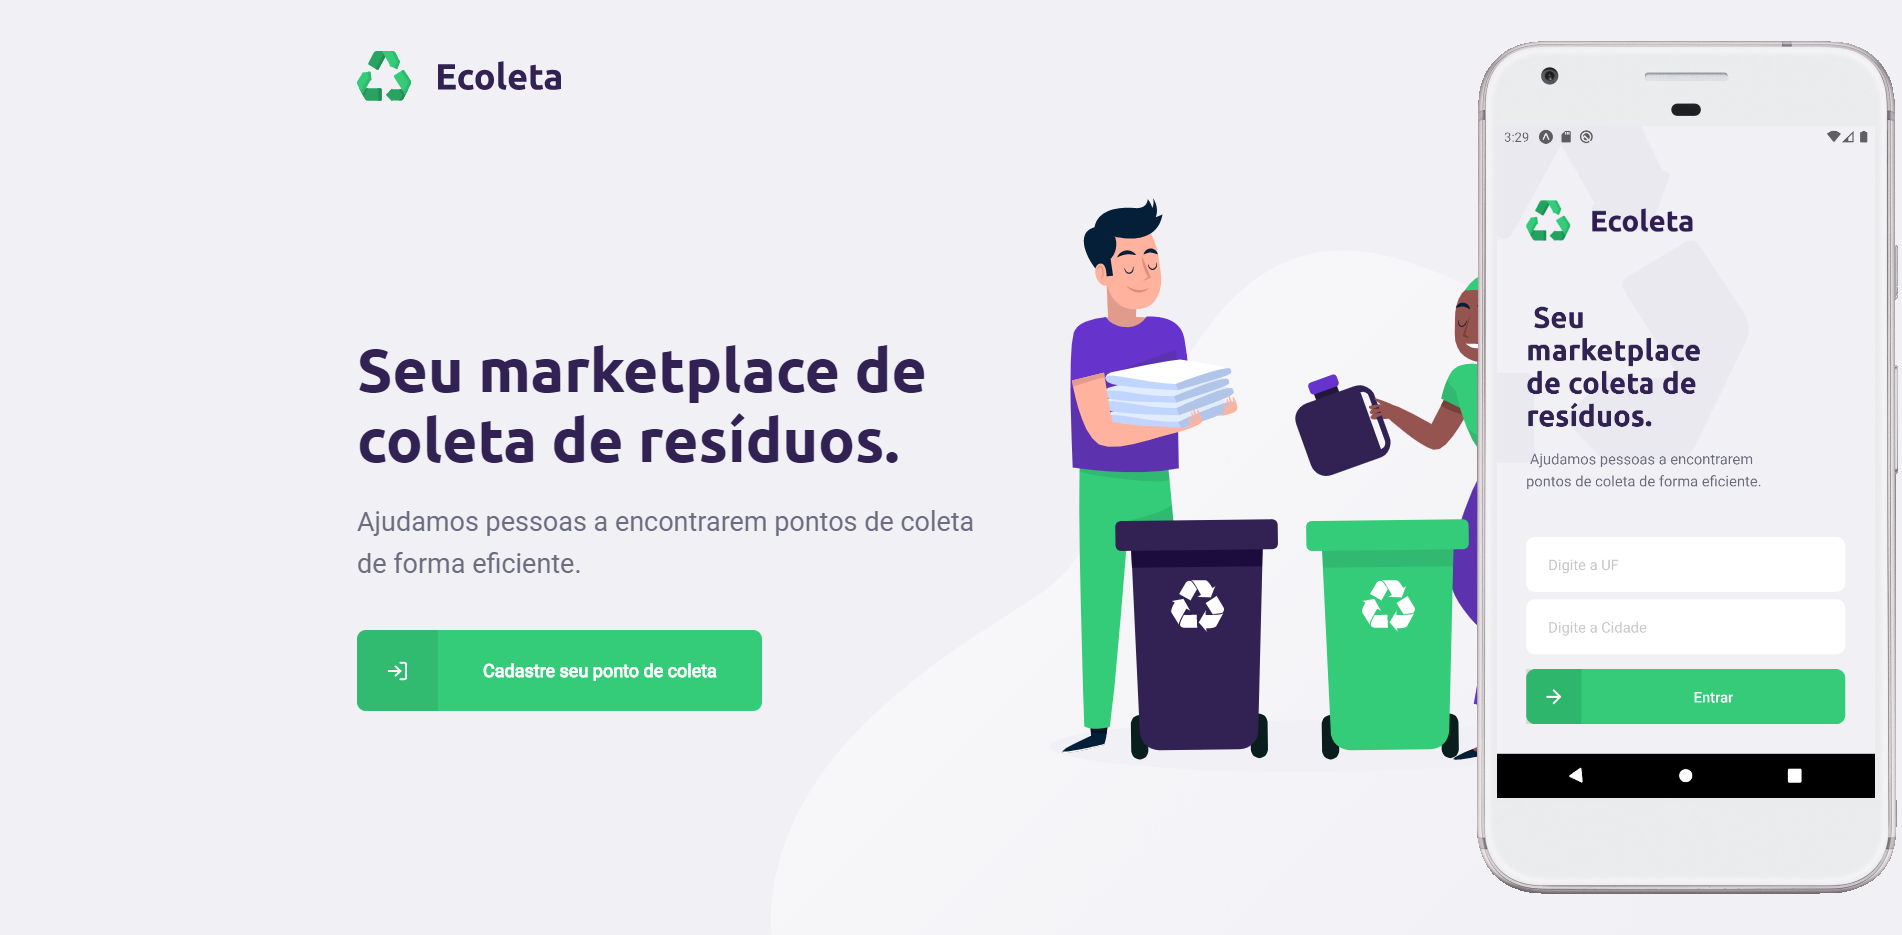 Ecoleta
Seu marketplace de
coleta de resíduos.
Ajudamos pessoas a encontrarem pontos de coleta
de forma eficiente.
Cadastre seu ponto de coleta
3:29
Ecoleta
Seu
marketplace
de coleta de
resíduos.
Ajudamos pessoas a encontrarem
pontos de coleta de forma eficiente.
Digite a UF
Digite a Cidade
Entrar